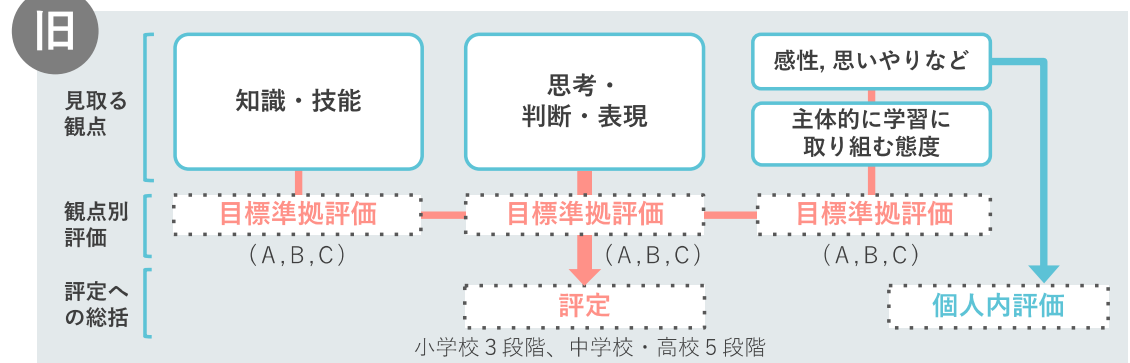 旧
見取る
観点
知識・技能
思考・
判断・表現
感性, 思いやりなど
主体的に学習に
取り組む態度
観点別
評価
目標準拠評価
目標準拠評価
目標準拠評価
（A,B,C）
（A,B,C）
（A,B,C）
評定へ
の総括
評定
個人内評価
小学校3段階、中学校・高校5段階